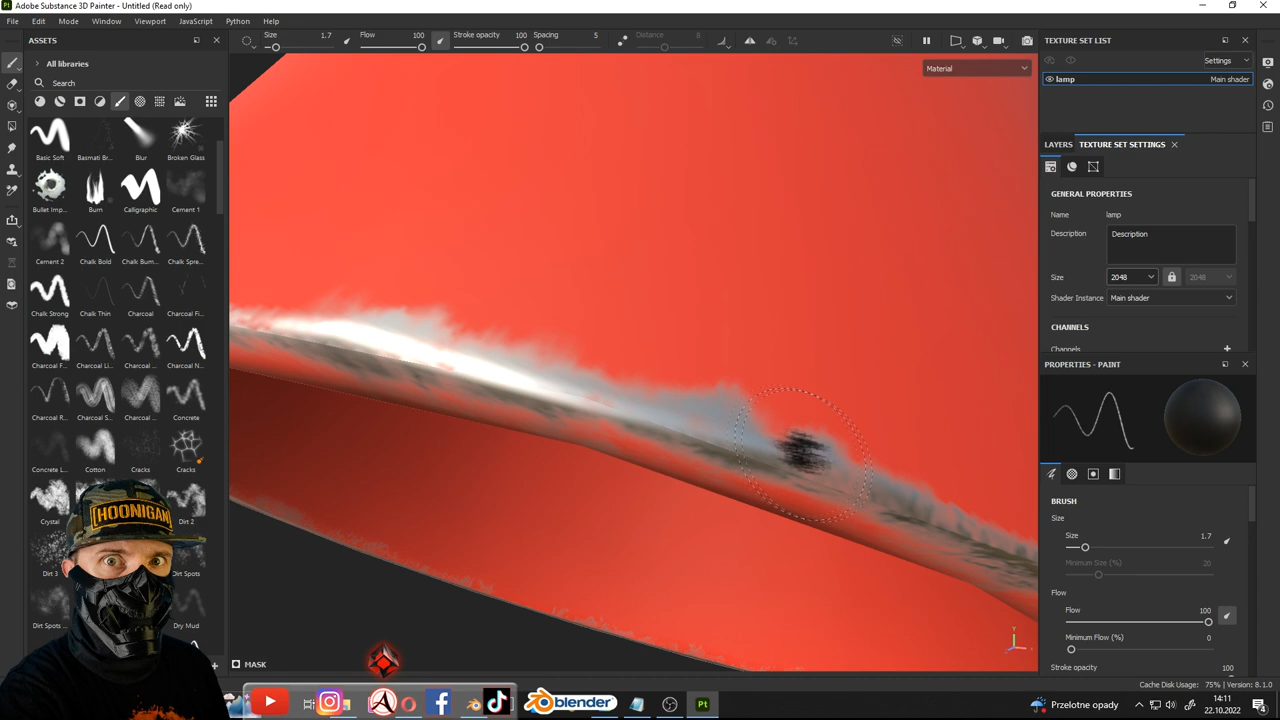 Adobe Substance 3D Painter - Untitled (Read only)
File Edit Mode Window Viewport JavaScript Python Help
Size 1.7 Flow 100 Stroke opacity 100 Spacing 5 Distance 8
ASSETS
All libraries
Search
Basic Soft Basmati Br... Blur Broken Glass
Bullet Imp... Burn Calligraphic Cement 1
Cement 2 Chalk Bold Chalk Bum... Chalk Spre...
Chalk Strong Chalk Thin Charcoal Charcoal Fi...
Charcoal F... Charcoal Li... Charcoal ... Charcoal N...
Charcoal R... Charcoal S... Charcoal ... Concrete
Concrete L... Cotton Cracks Cracks
Crystal Dirt 2
Dirt 3 Dirt Spots
Dirt Spots ... Dry Mud
HOONIGAN
MASK
Material
TEXTURE SET LIST
Settings
lamp Main shader
LAYERS TEXTURE SET SETTINGS
GENERAL PROPERTIES
Name lamp
Description Description
Size 2048 2048
Shader Instance Main shader
CHANNELS
Channels
PROPERTIES - PAINT
BRUSH
Size
Size 1.7
Minimum Size (%) 20
Flow
Flow 100
Minimum Flow (%) 0
Stroke opacity 100
Cache Disk Usage: 75% | Version: 8.1.0
blender
Pt
Przelotne opady
14:11
22.10.2022
Y